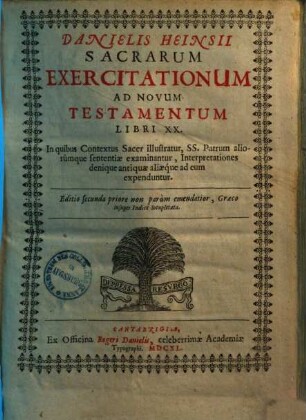 DANIELIS HEINSII
SACRARUM
EXERCITATIONUM
AD NOVUM
TESTAMENTUM
LIBRI XX.
In quibus Contextus Sacer illustratur, SS. Patrum alio-
rúmque sententiæ examinantur, Interpretationes
denique antiquæ aliæque ad eum
expenduntur.
Editio secunda priore non parùm emendatior, Græco
insuper Indice locupletata.
DEPRESSA RESURGO
CANTABRIGIÆ,
Ex Officina Rogeri Danielis, celeberrimæ Academiæ
Typographi. MDCXL.